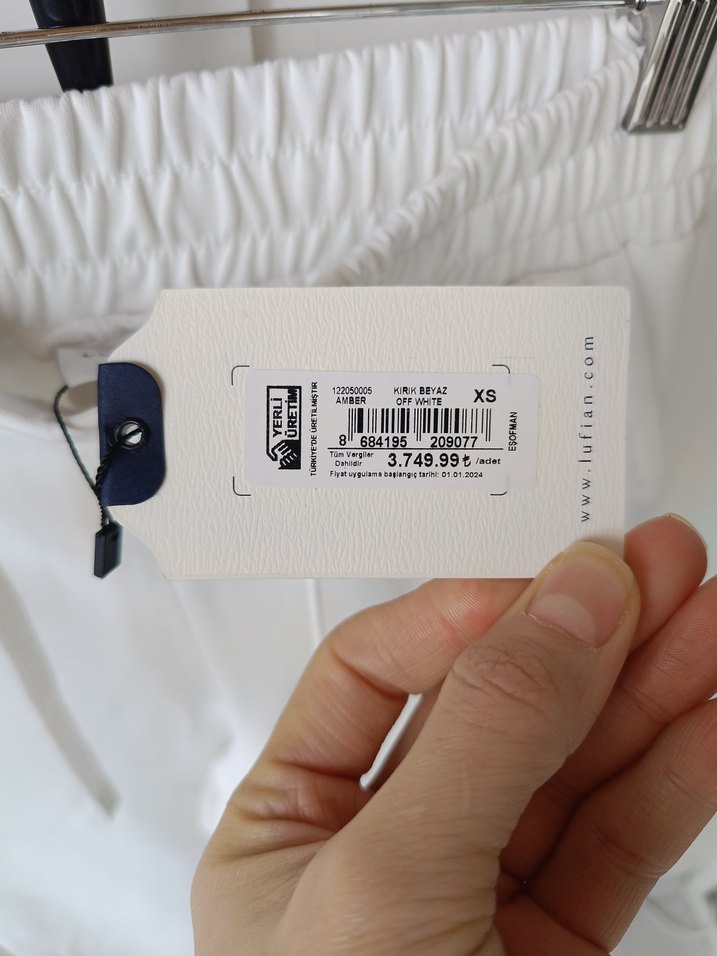 YERLİ
ÜRETİM
TÜRKİYE'DE ÜRETİLMİŞTİR
122050005 KIRIK BEYAZ XS
AMBER OFF WHITE
8 684195 209077
Tüm Vergiler
Dahildir 3.749.99 ₺ /adet
Fiyat uygulama başlangıç tarihi: 01.01.2024
EŞOFMAN
www.lufian.com